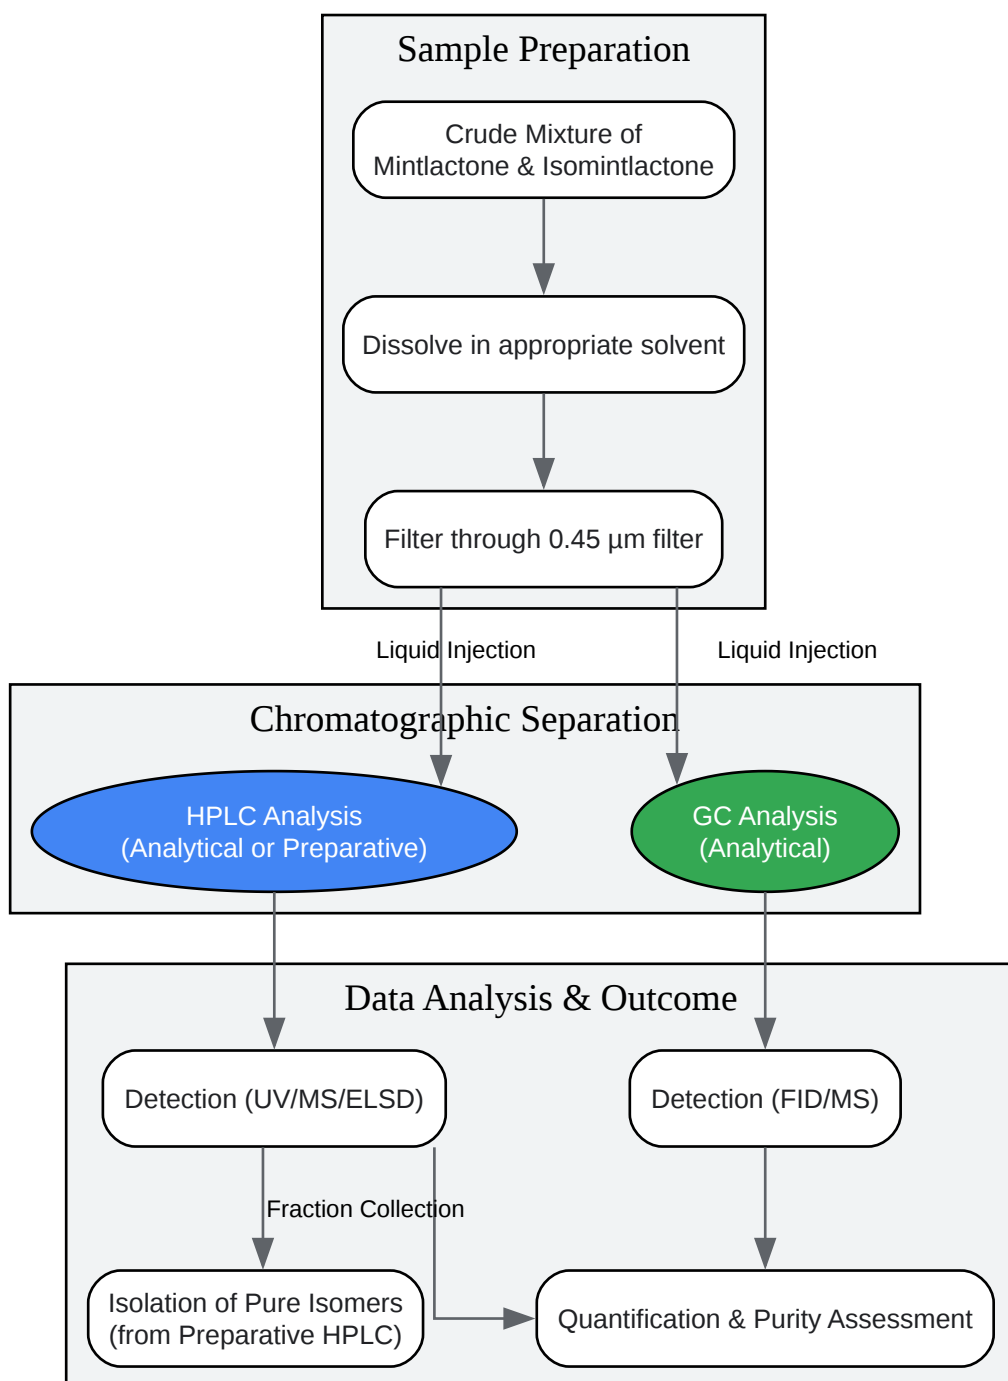 Sample Preparation
Crude Mixture of
Mintlactone & Isomintlactone
Dissolve in appropriate solvent
Filter through 0.45 µm filter
Liquid Injection
Liquid Injection
Chromatographic Separation
HPLC Analysis
(Analytical or Preparative)
GC Analysis
(Analytical)
Data Analysis & Outcome
Detection (UV/MS/ELSD)
Detection (FID/MS)
Fraction Collection
Isolation of Pure Isomers
(from Preparative HPLC)
Quantification & Purity Assessment